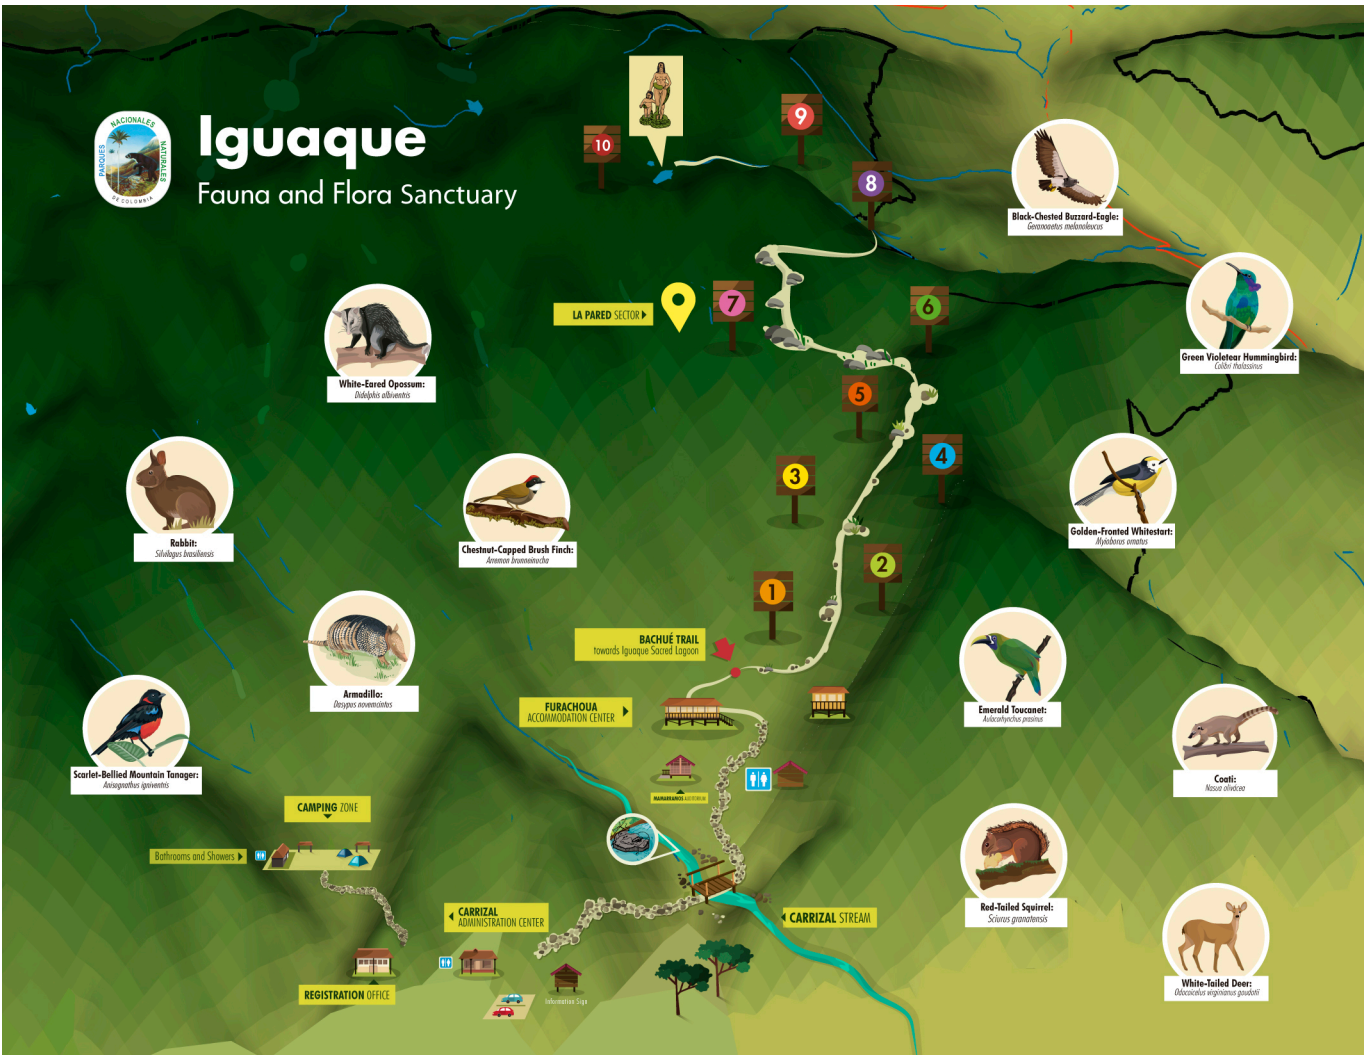 PARQUES
NACIONALES
NATURALES
DE COLOMBIA
Iguaque
Fauna and Flora Sanctuary
10
9
8
Black-Chested Buzzard-Eagle:
Geranoaetus melanoleucus
7
6
LA PARED SECTOR
Green Violetear Hummingbird:
Colibri thalassinus
White-Eared Opossum:
Didelphis albiventris
5
4
3
Rabbit:
Silvilagus brasiliensis
Chestnut-Capped Brush Finch:
Arremon brunneinucha
Golden-Fronted Whitestart:
Myioborus ornatus
2
1
BACHUÉ TRAIL
towards Iguaque Sacred Lagoon
Armadillo:
Dasypus novemcintos
FURACHOUA
ACCOMMODATION CENTER
Emerald Toucanet:
Aulacorhynchus prasinus
Scarlet-Bellied Mountain Tanager:
Anisognathus igniventris
Coati:
Nasua olivacea
MAMARRAMOS AUDITORIUM
CAMPING ZONE
Bathrooms and Showers
CARRIZAL
ADMINISTRATION CENTER
CARRIZAL STREAM
Red-Tailed Squirrel:
Sciurus granatensis
White-Tailed Deer:
Odocoicelus virginianus goudotii
REGISTRATION OFFICE
Information Sign